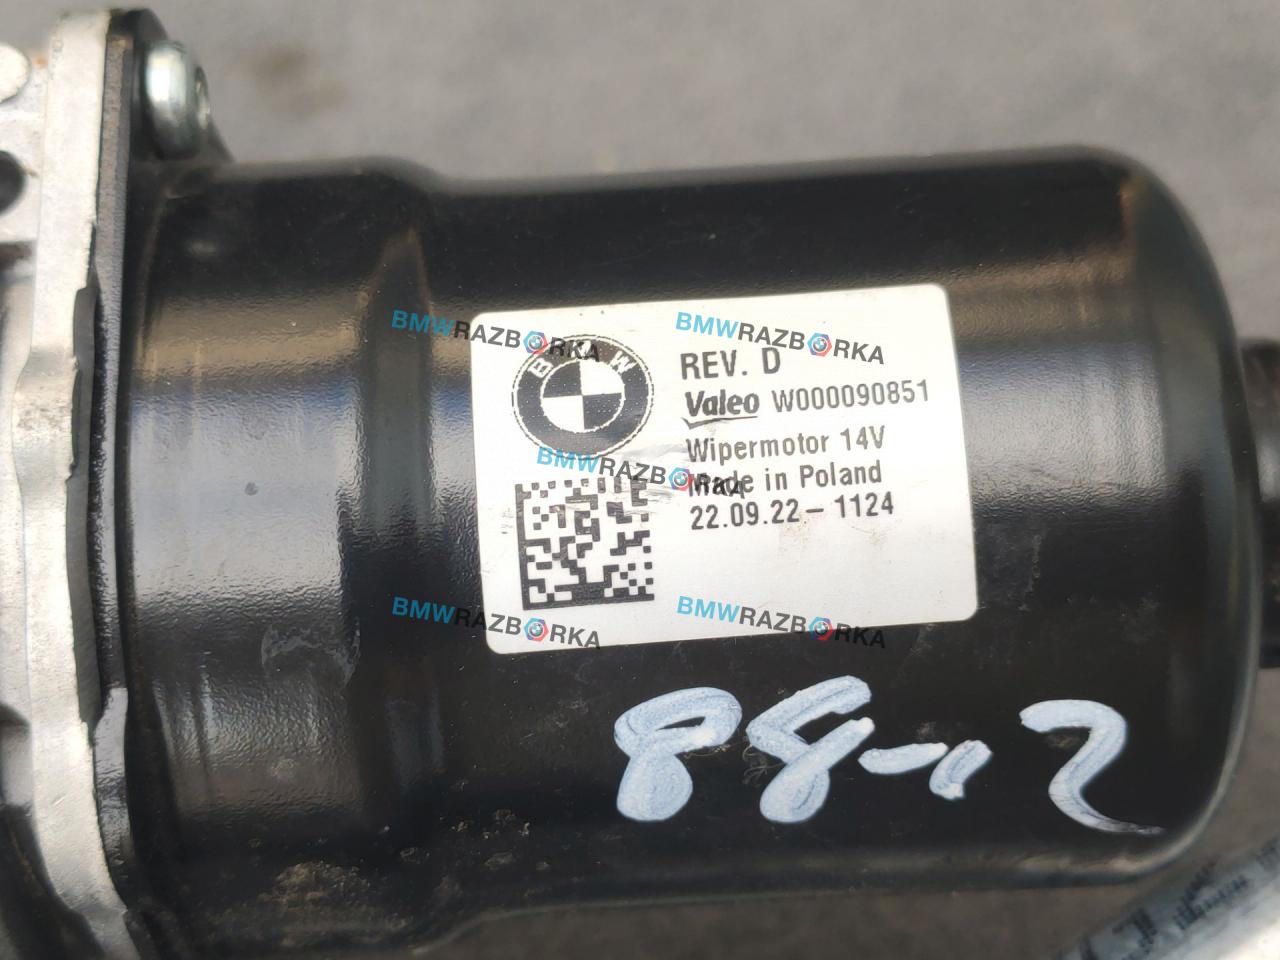 BMWRAZBORKA
BMWRAZBORKA
BMW
REV. D
Valeo W000090851
Wipermotor 14V
BMWRAZBORKA
Made in Poland
22.09.22-1124
BMWRAZBORKA
BMWRAZBORKA
88-12